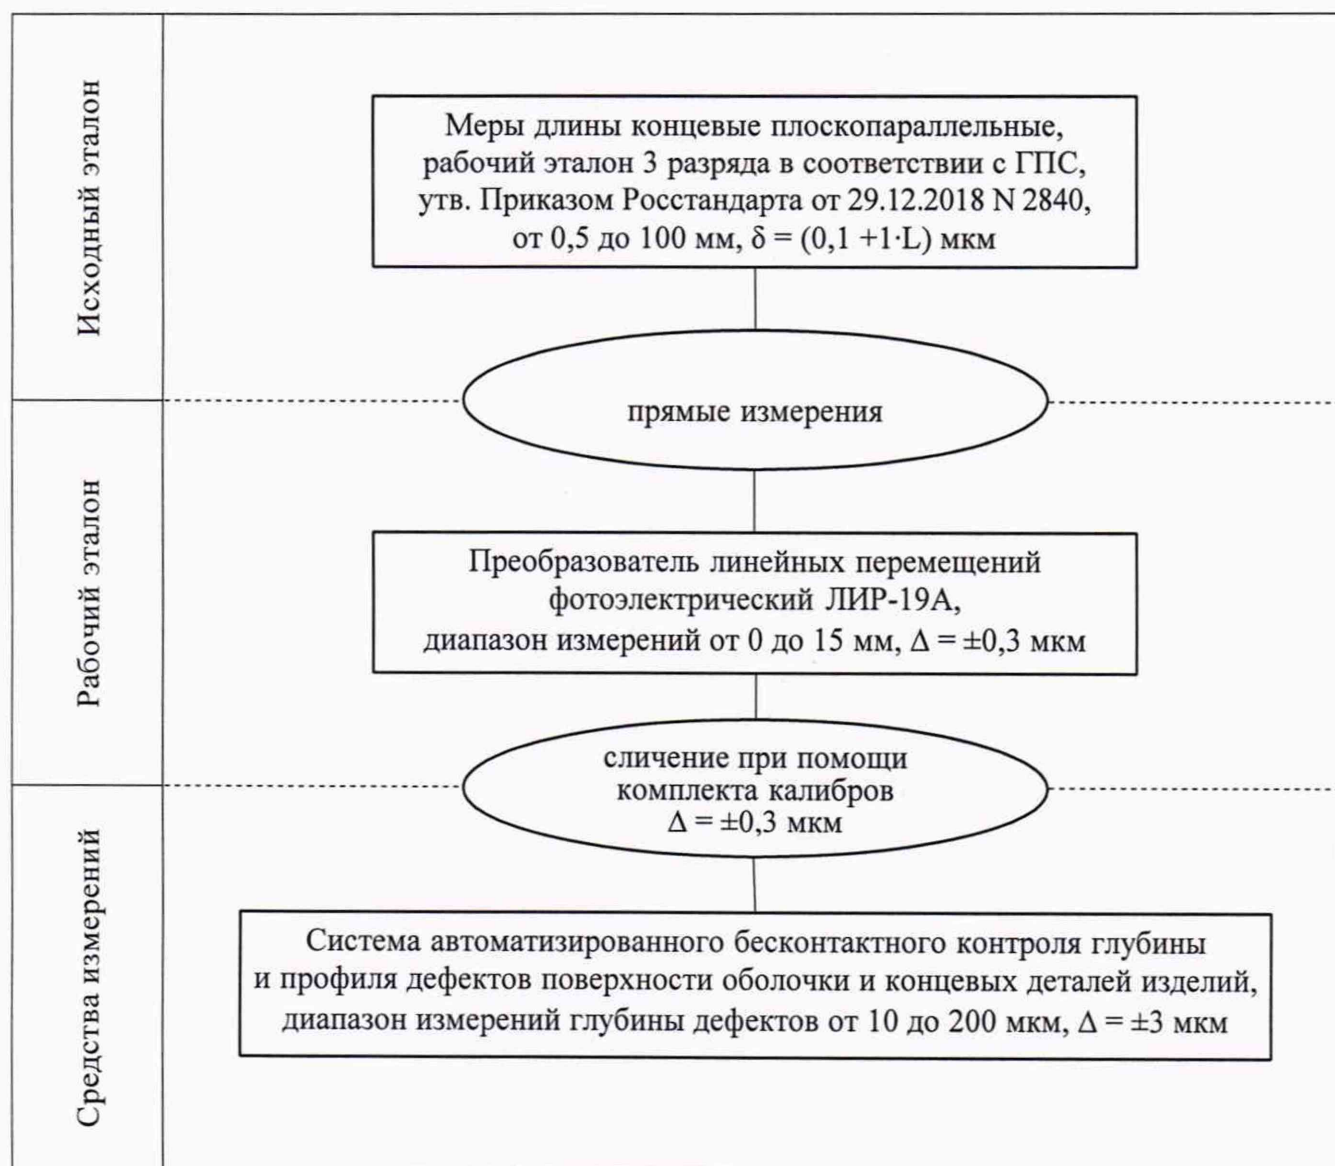 Исходный эталон
Меры длины концевые плоскопараллельные,
рабочий эталон 3 разряда в соответствии с ГПС,
утв. Приказом Росстандарта от 29.12.2018 N 2840,
от 0,5 до 100 мм, δ = (0,1 +1·L) мкм
прямые измерения
Рабочий эталон
Преобразователь линейных перемещений
фотоэлектрический ЛИР-19А,
диапазон измерений от 0 до 15 мм, Δ = ±0,3 мкм
сличение при помощи
комплекта калибров
Δ = ±0,3 мкм
Средства измерений
Система автоматизированного бесконтактного контроля глубины
и профиля дефектов поверхности оболочки и концевых деталей изделий,
диапазон измерений глубины дефектов от 10 до 200 мкм, Δ = ±3 мкм